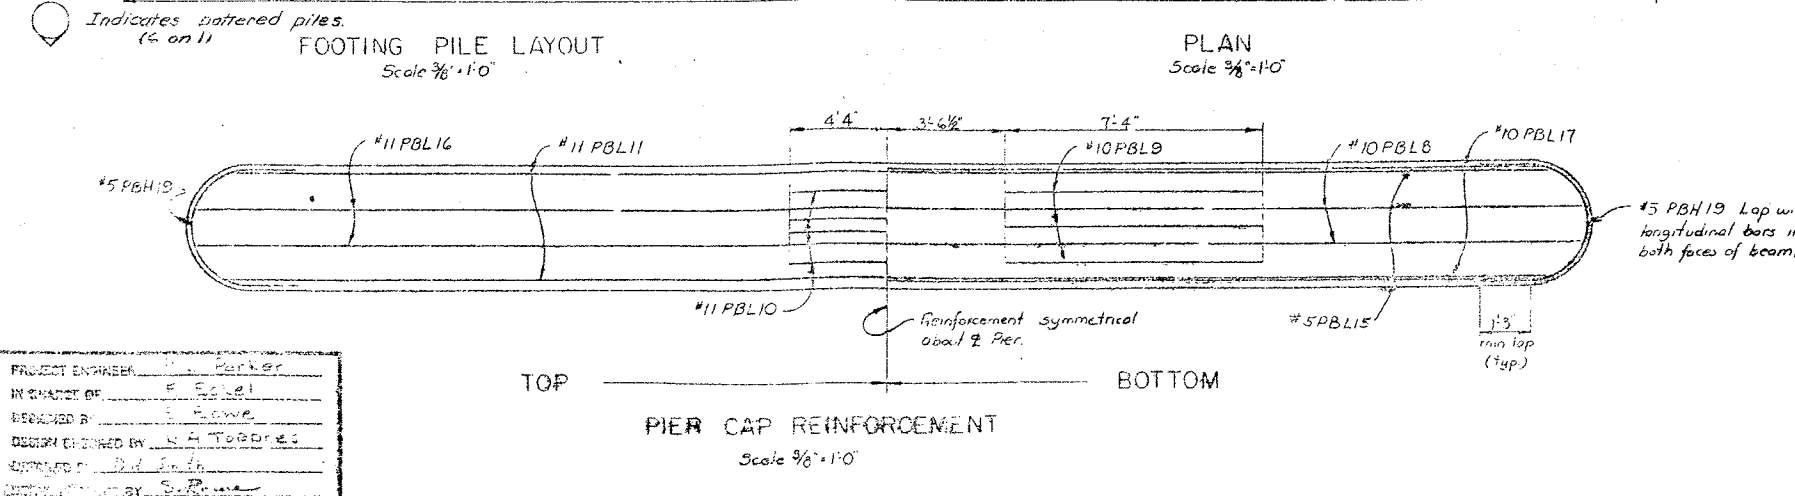 Indicates battered piles.
(6 on 1)
FOOTING PILE LAYOUT
Scale 3/8"=1'-0"
PLAN
Scale 3/8"=1'-0"
4'4"
3'-6½"
7'-4"
#11 PBL16
#11 PBL11
#10 PBL9
#10 PBL8
#10 PBL17
#5 PBH19
#5 PBH19 Lap w
longitudinal bars i
both faces of beam.
#11 PBL10
Reinforcement symmetrical
about ℄ Pier.
#5PBL15
1'-3"
min lap
(typ.)
TOP
BOTTOM
PIER CAP REINFORCEMENT
Scale 3/8"=1'-0"
PROJECT ENGINEER Parker
IN CHARGE OF
DESIGNED BY
DESIGN CHECKED BY
BY